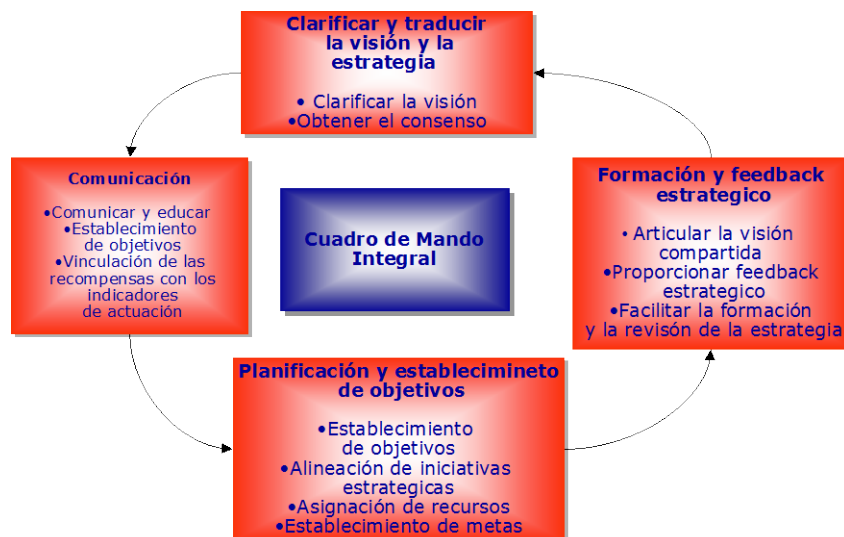 Clarificar y traducir
la visión y la
estrategia
• Clarificar la visión
•Obtener el consenso
Comunicación
•Comunicar y educar
•Establecimiento
de objetivos
•Vinculación de las
recompensas con los
indicadores
de actuación
Cuadro de Mando
Integral
Formación y feedback
estrategico
• Articular la visión
compartida
•Proporcionar feedback
estrategico
•Facilitar la formación
y la revisón de la estrategia
Planificación y establecimineto
de objetivos
•Establecimiento
de objetivos
•Alineación de iniciativas
estrategicas
•Asignación de recursos
•Establecimiento de metas